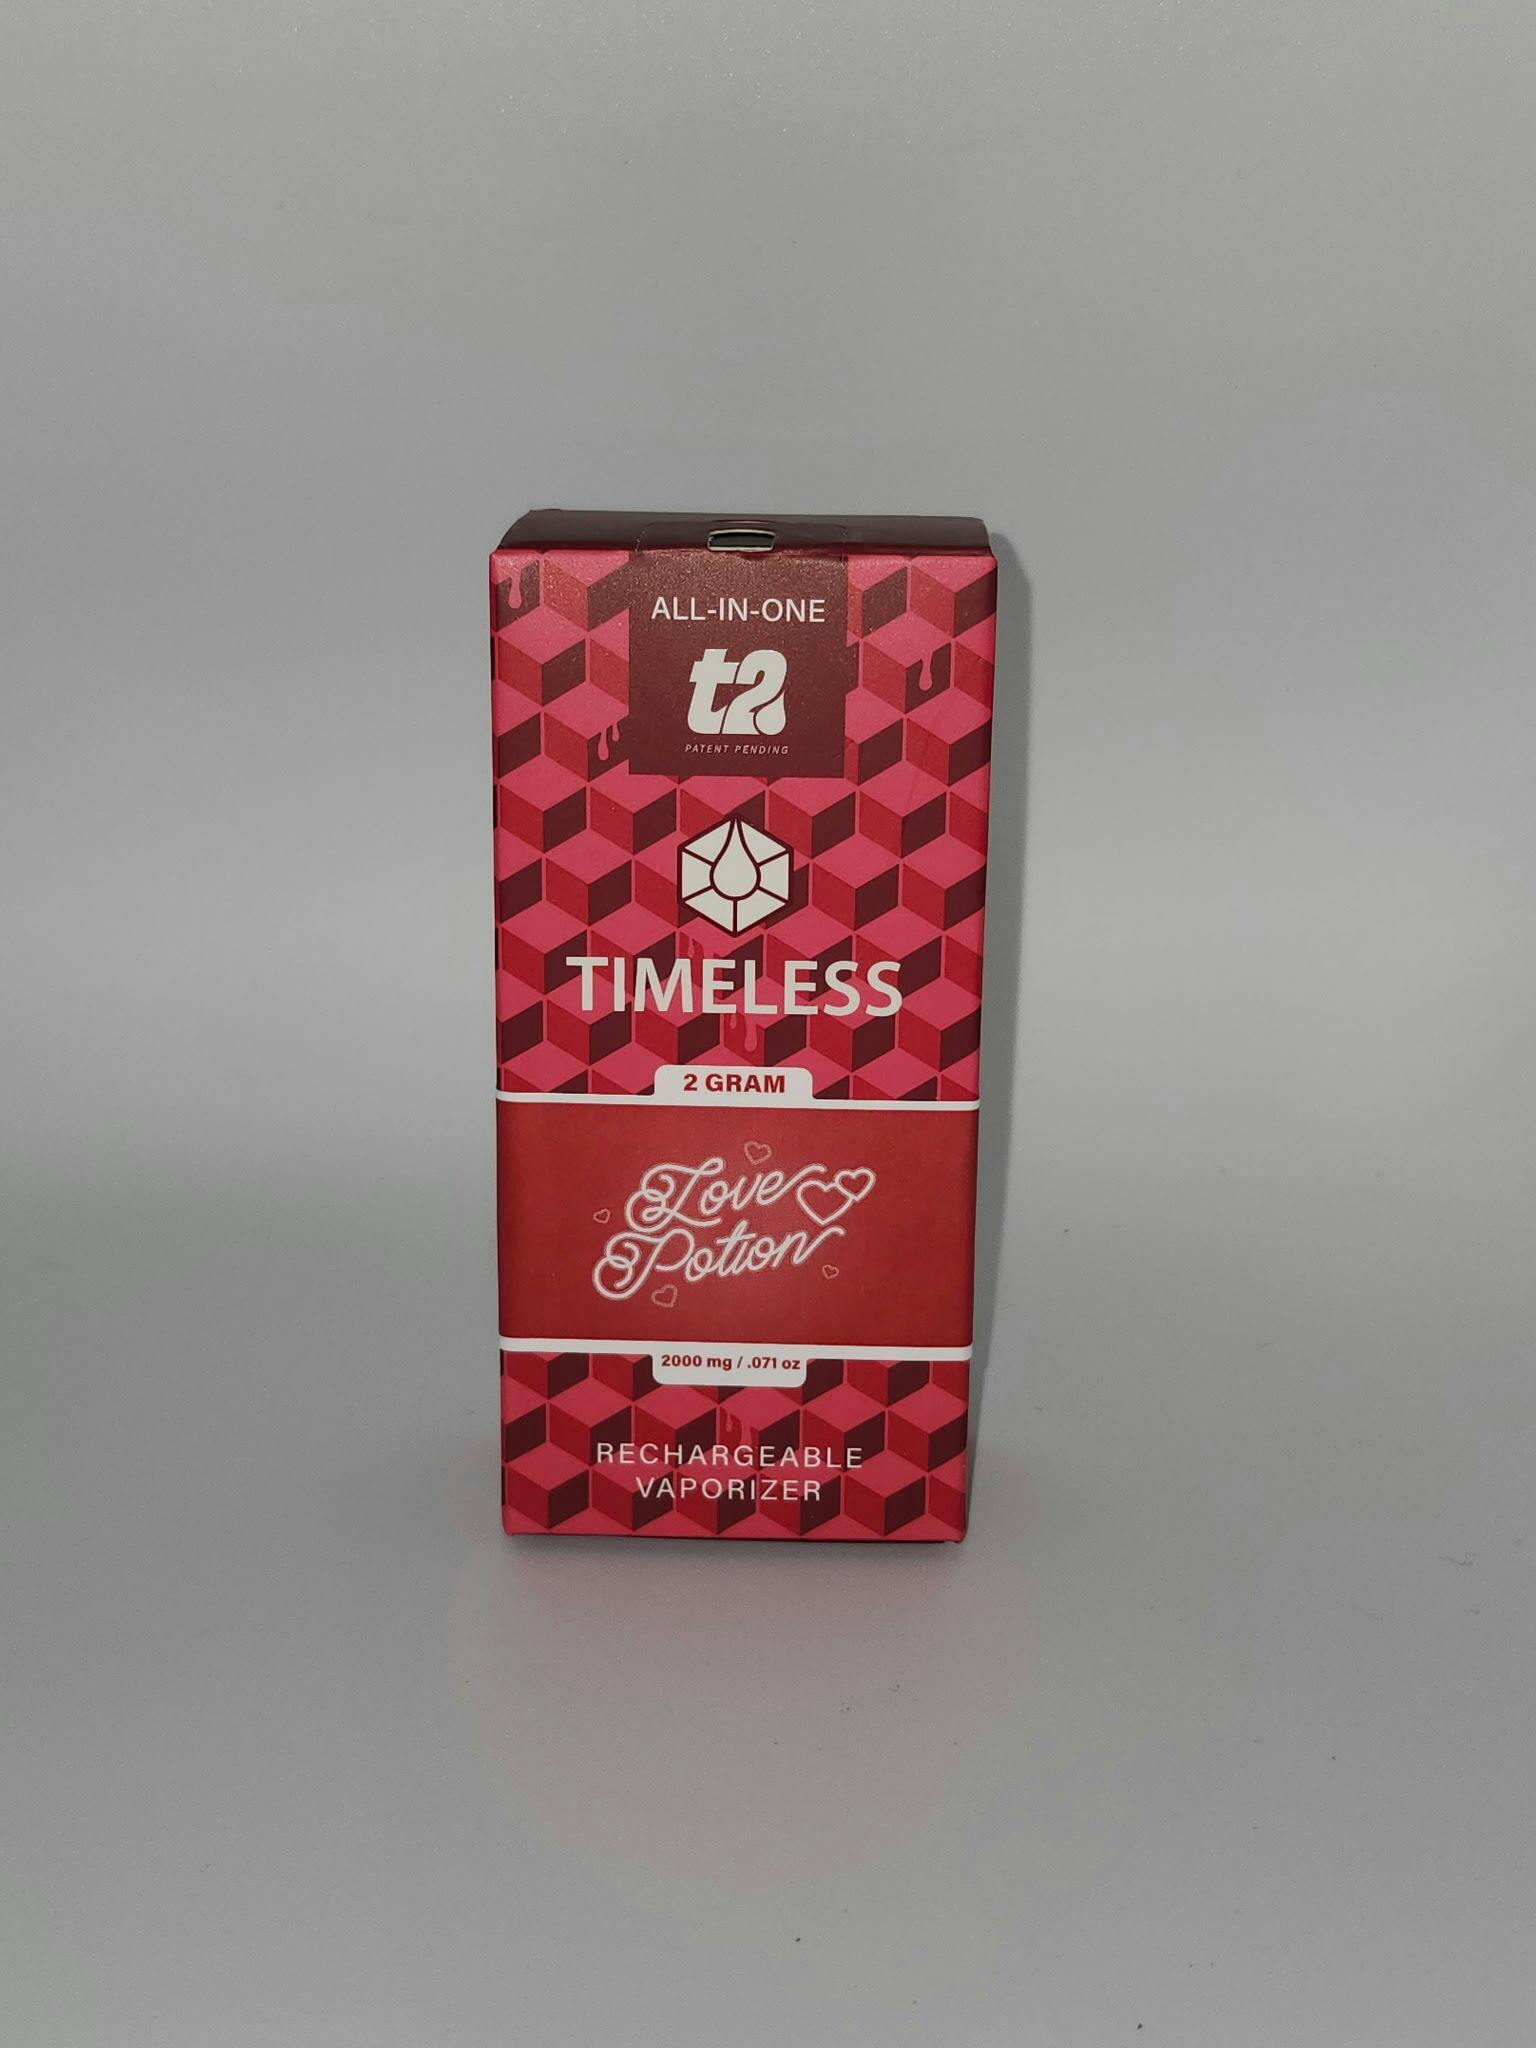 ALL-IN-ONE
t2
PATENT PENDING
TIMELESS
2 GRAM
Love
Potion
2000 mg / .071 oz
RECHARGEABLE
VAPORIZER